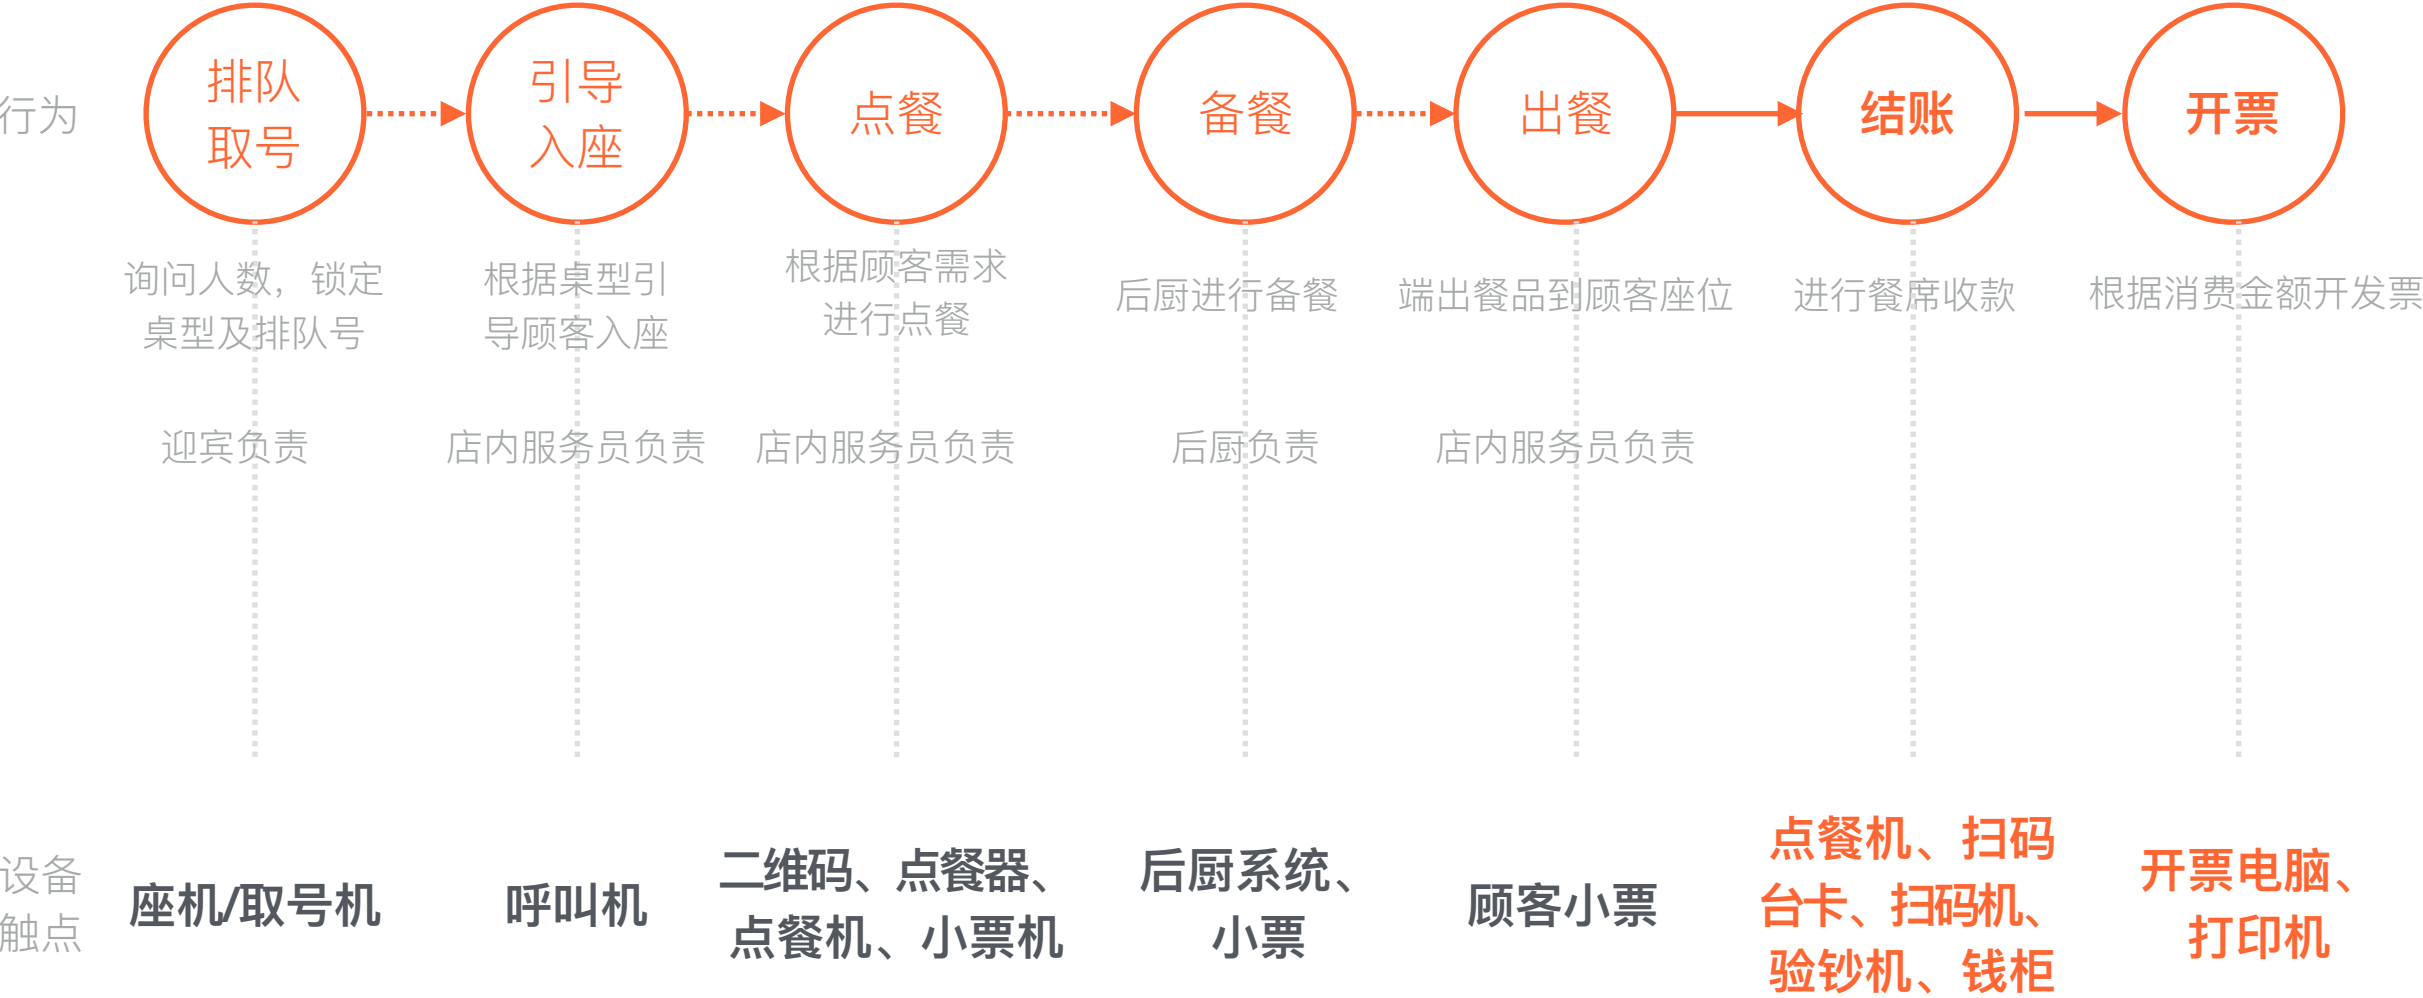 行为
排队
取号
引导
入座
点餐
备餐
出餐
结账
开票
询问人数，锁定
桌型及排队号
根据桌型引
导顾客入座
根据顾客需求
进行点餐
后厨进行备餐
端出餐品到顾客座位
进行餐席收款
根据消费金额开发票
迎宾负责
店内服务员负责
店内服务员负责
后厨负责
店内服务员负责
设备
触点
座机/取号机
呼叫机
二维码、点餐器、
点餐机、小票机
后厨系统、
小票
顾客小票
点餐机、扫码
台卡、扫码机、
验钞机、钱柜
开票电脑、
打印机